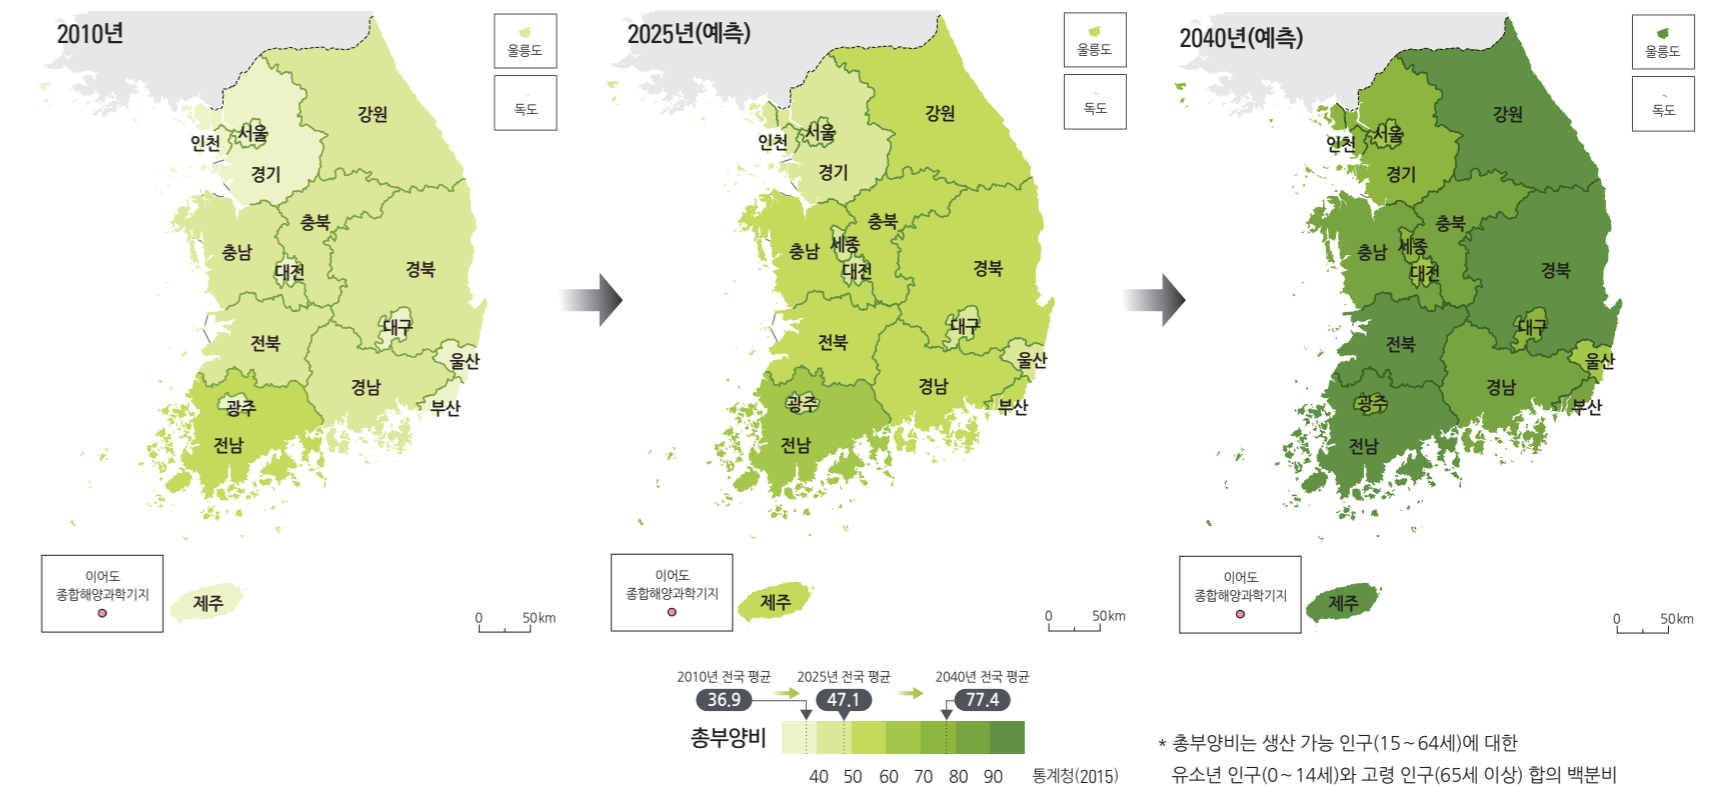 2010년
울릉도
독도
강원
서울
인천
경기
충북
충남
대전
경북
대구
전북
울산
경남
부산
광주
전남
이어도
종합해양과학기지
제주
0 50km
2025년(예측)
울릉도
독도
강원
서울
인천
경기
충북
세종
충남
대전
경북
대구
전북
울산
경남
부산
광주
전남
이어도
종합해양과학기지
제주
0 50km
2040년(예측)
울릉도
독도
강원
서울
인천
경기
충북
세종
충남
대전
경북
대구
전북
울산
경남
부산
광주
전남
이어도
종합해양과학기지
제주
0 50km
2010년 전국 평균 2025년 전국 평균 2040년 전국 평균
36.9 47.1 77.4
총부양비
40 50 60 70 80 90 통계청(2015)
* 총부양비는 생산 가능 인구(15~64세)에 대한
유소년 인구(0~14세)와 고령 인구(65세 이상) 합의 백분비